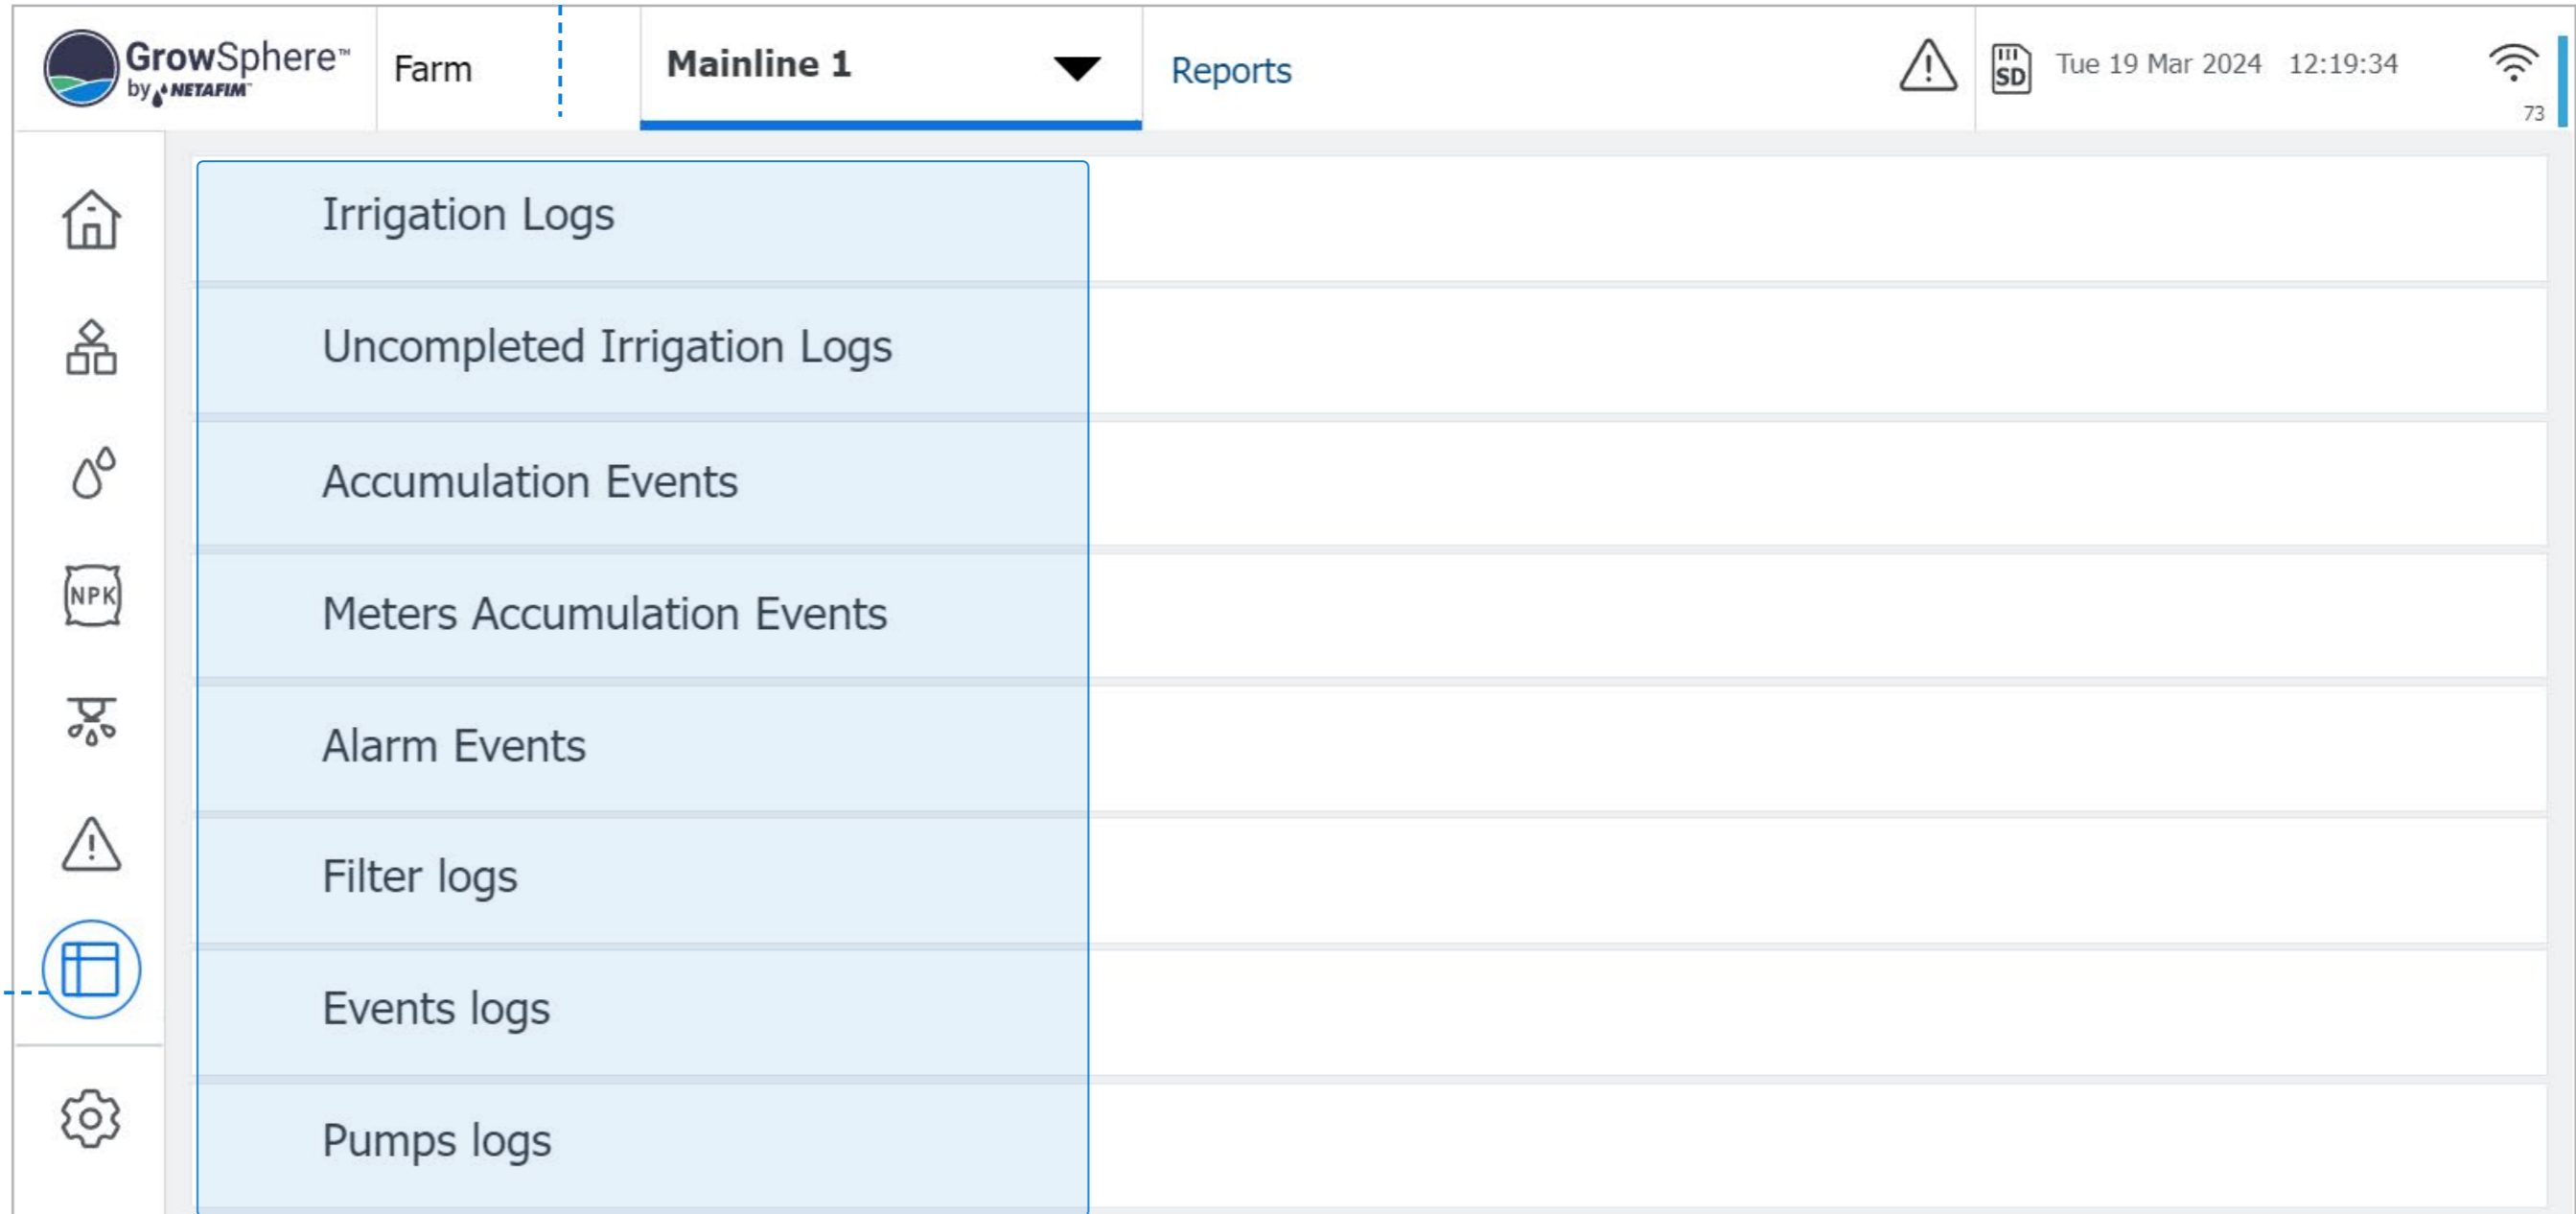 GrowSphere™
by NETAFIM™
Farm
Mainline 1
Reports
SD
Tue 19 Mar 2024 12:19:34
73
Irrigation Logs
Uncompleted Irrigation Logs
Accumulation Events
NPK
Meters Accumulation Events
Alarm Events
Filter logs
Events logs
Pumps logs